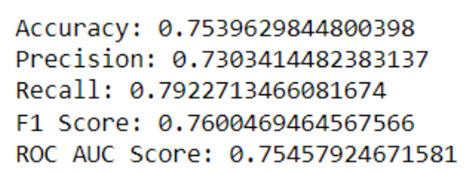 Accuracy: 0.7539629844800398
Precision: 0.7303414482383137
Recall: 0.7922713466081674
F1 Score: 0.7600469464567566
ROC AUC Score: 0.75457924671581